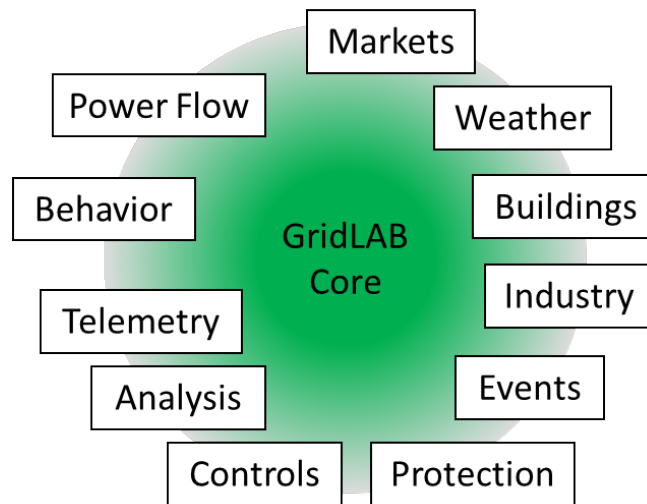 Markets
Power Flow
Weather
Behavior
Buildings
GridLAB
Core
Industry
Telemetry
Analysis
Events
Controls
Protection